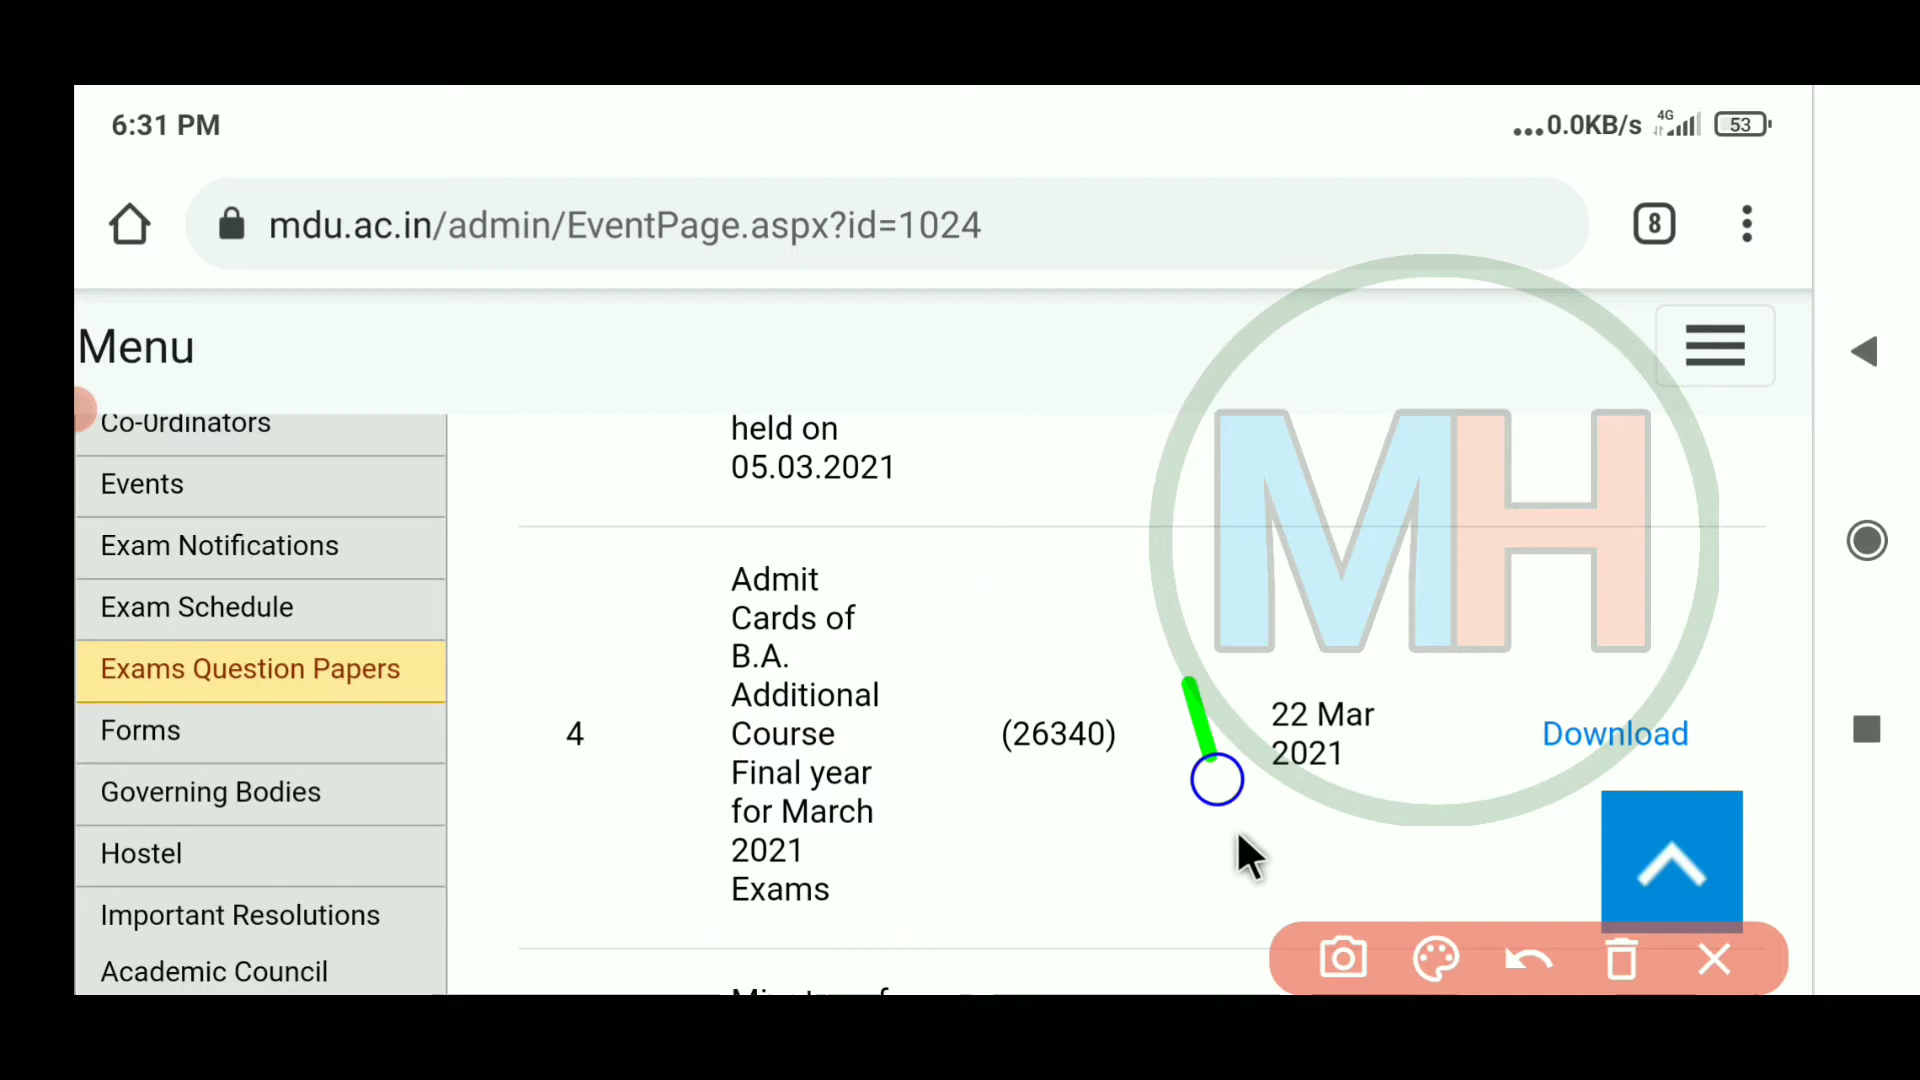 6:31 PM
...0.0KB/s 4G 53
mdu.ac.in/admin/EventPage.aspx?id=1024
8
Menu
Co-Ordinators
Events
Exam Notifications
Exam Schedule
Exams Question Papers
Forms
Governing Bodies
Hostel
Important Resolutions
Academic Council
held on
05.03.2021
4
Admit
Cards of
B.A.
Additional
Course
Final year
for March
2021
Exams
(26340)
22 Mar
2021
Download
MH